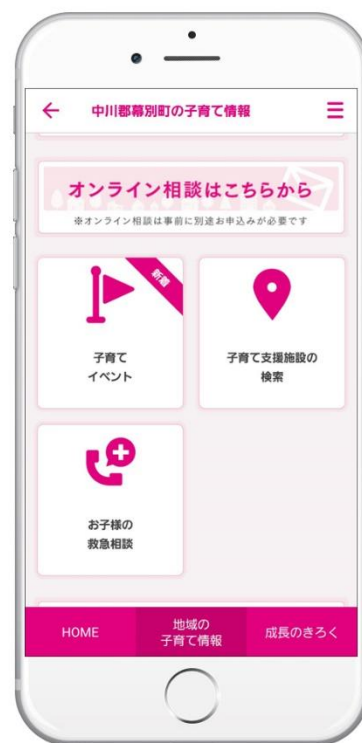 中川郡幕別町の子育て情報
オンライン相談はこちらから
※オンライン相談は事前に別途お申込みが必要です
新着
子育て
イベント
子育て支援施設の
検索
お子様の
救急相談
HOME
地域の
子育て情報
成長のきろく